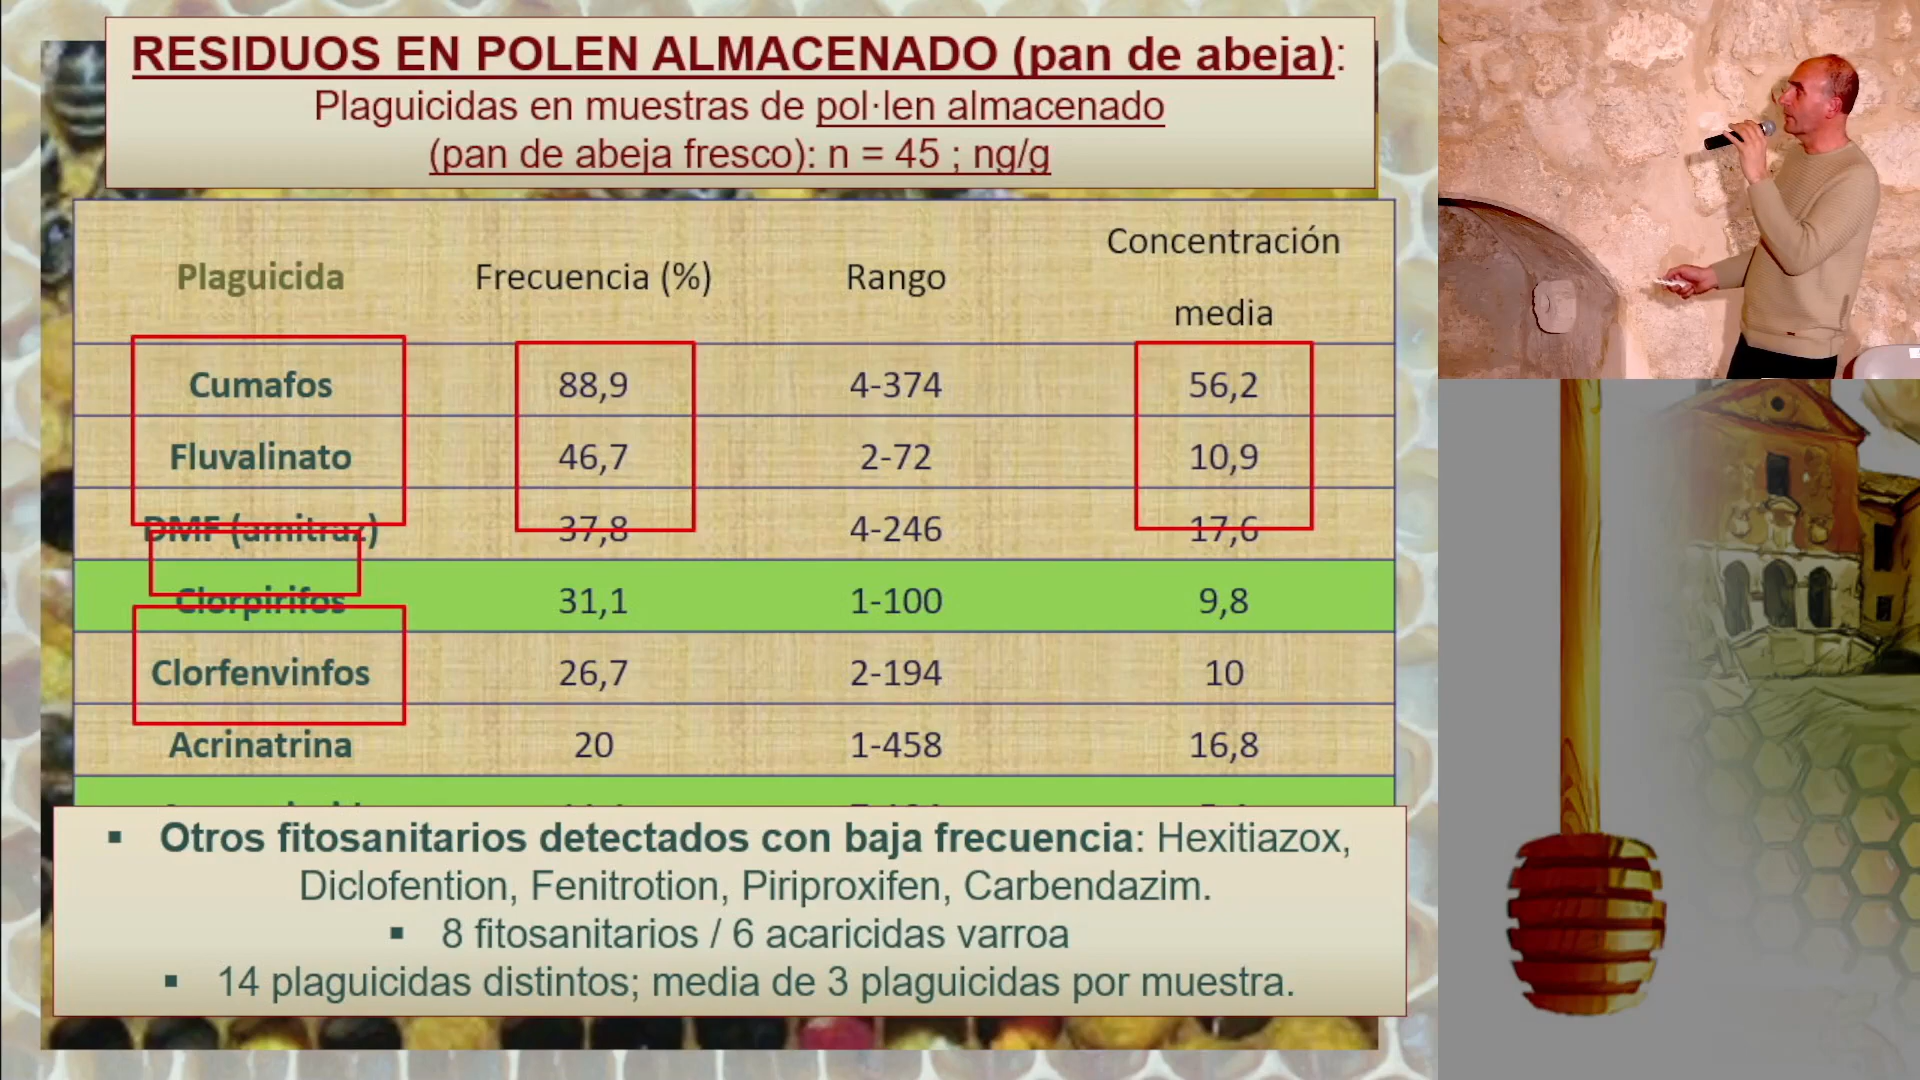 RESIDUOS EN POLEN ALMACENADO (pan de abeja):
Plaguicidas en muestras de pol·len almacenado
(pan de abeja fresco): n = 45 ; ng/g
Plaguicida Frecuencia (%) Rango Concentración media
Cumafos 88,9 4-374 56,2
Fluvalinato 46,7 2-72 10,9
DMF (amitraz) 37,8 4-246 17,6
Clorpirifos 31,1 1-100 9,8
Clorfenvinfos 26,7 2-194 10
Acrinatrina 20 1-458 16,8
▪ Otros fitosanitarios detectados con baja frecuencia: Hexitiazox,
Diclofention, Fenitrotion, Piriproxifen, Carbendazim.
▪ 8 fitosanitarios / 6 acaricidas varroa
▪ 14 plaguicidas distintos; media de 3 plaguicidas por muestra.